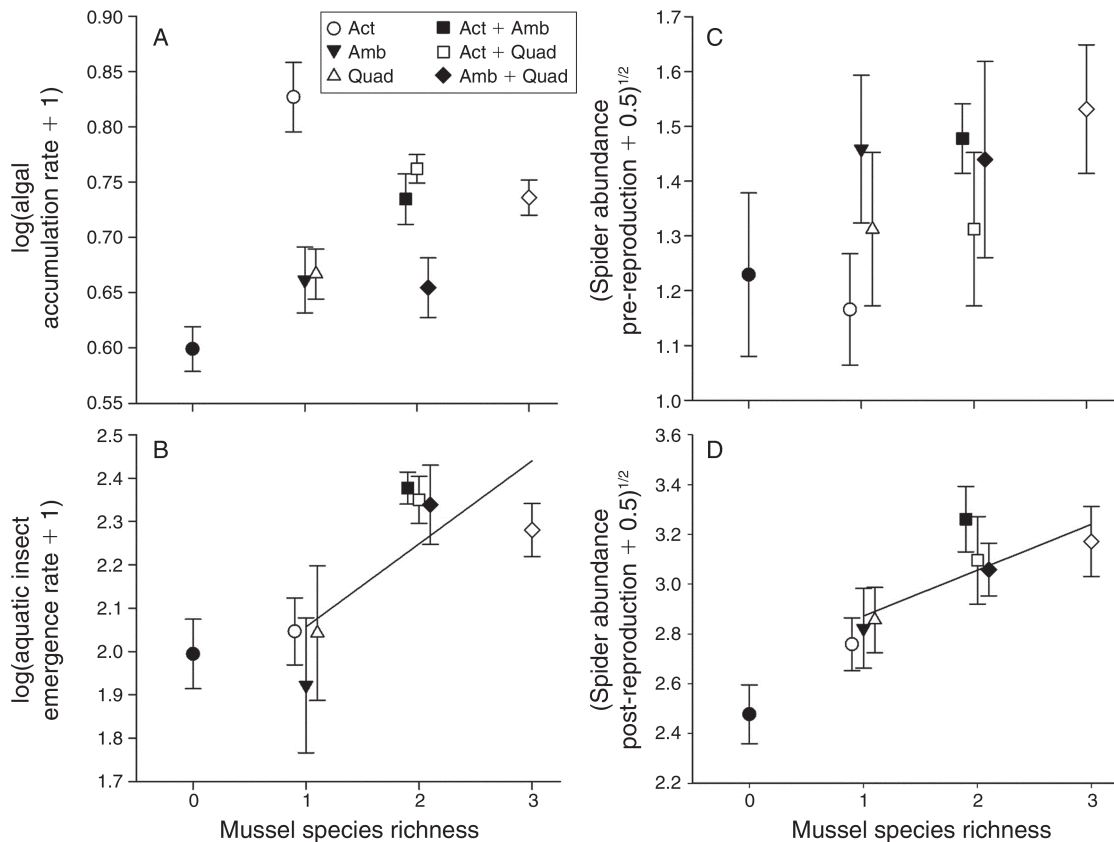 A
0.90
0.85
0.80
0.75
0.70
0.65
0.60
0.55
log(algal
accumulation rate + 1)
Act
Amb
Quad
Act + Amb
Act + Quad
Amb + Quad
C
1.7
1.6
1.5
1.4
1.3
1.2
1.1
1.0
(Spider abundance
pre-reproduction + 0.5)^1/2
B
2.5
2.4
2.3
2.2
2.1
2.0
1.9
1.8
1.7
log(aquatic insect
emergence rate + 1)
0 1 2 3
Mussel species richness
D
3.6
3.4
3.2
3.0
2.8
2.6
2.4
2.2
(Spider abundance
post-reproduction + 0.5)^1/2
0 1 2 3
Mussel species richness